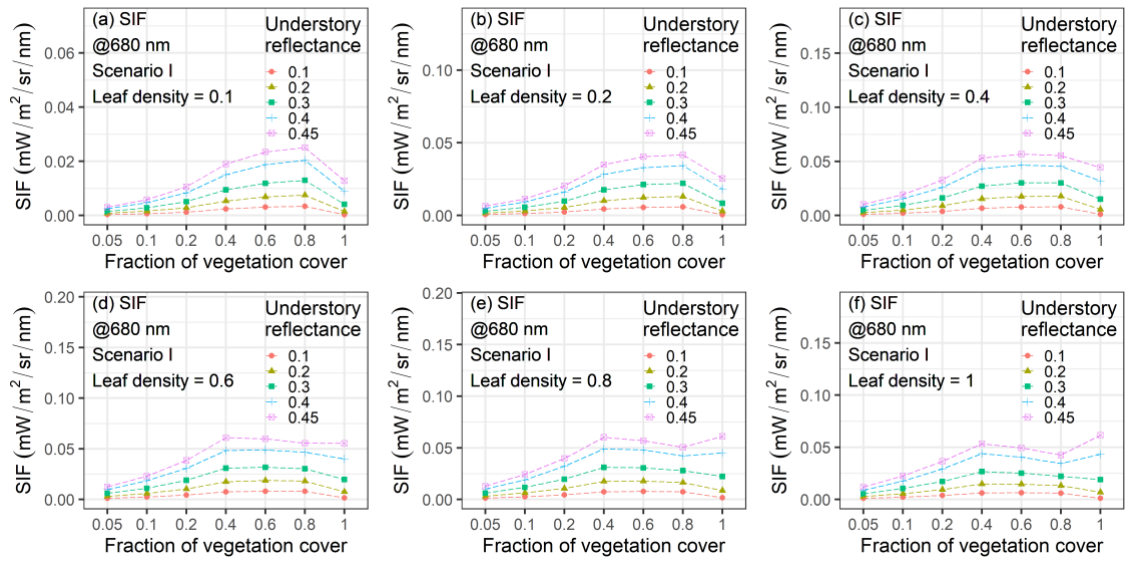 (a) SIF
@680 nm
Scenario I
Leaf density = 0.1
Understory
reflectance
0.1
0.2
0.3
0.4
0.45
SIF (mW/m²/sr/nm)
0.06
0.04
0.02
0.00
0.05 0.1 0.2 0.4 0.6 0.8 1
Fraction of vegetation cover
(b) SIF
@680 nm
Scenario I
Leaf density = 0.2
Understory
reflectance
0.1
0.2
0.3
0.4
0.45
SIF (mW/m²/sr/nm)
0.10
0.05
0.00
0.05 0.1 0.2 0.4 0.6 0.8 1
Fraction of vegetation cover
(c) SIF
@680 nm
Scenario I
Leaf density = 0.4
Understory
reflectance
0.1
0.2
0.3
0.4
0.45
SIF (mW/m²/sr/nm)
0.15
0.10
0.05
0.00
0.05 0.1 0.2 0.4 0.6 0.8 1
Fraction of vegetation cover
(d) SIF
@680 nm
Scenario I
Leaf density = 0.6
Understory
reflectance
0.1
0.2
0.3
0.4
0.45
SIF (mW/m²/sr/nm)
0.20
0.15
0.10
0.05
0.00
0.05 0.1 0.2 0.4 0.6 0.8 1
Fraction of vegetation cover
(e) SIF
@680 nm
Scenario I
Leaf density = 0.8
Understory
reflectance
0.1
0.2
0.3
0.4
0.45
SIF (mW/m²/sr/nm)
0.20
0.15
0.10
0.05
0.00
0.05 0.1 0.2 0.4 0.6 0.8 1
Fraction of vegetation cover
(f) SIF
@680 nm
Scenario I
Leaf density = 1
Understory
reflectance
0.1
0.2
0.3
0.4
0.45
SIF (mW/m²/sr/nm)
0.15
0.10
0.05
0.00
0.05 0.1 0.2 0.4 0.6 0.8 1
Fraction of vegetation cover